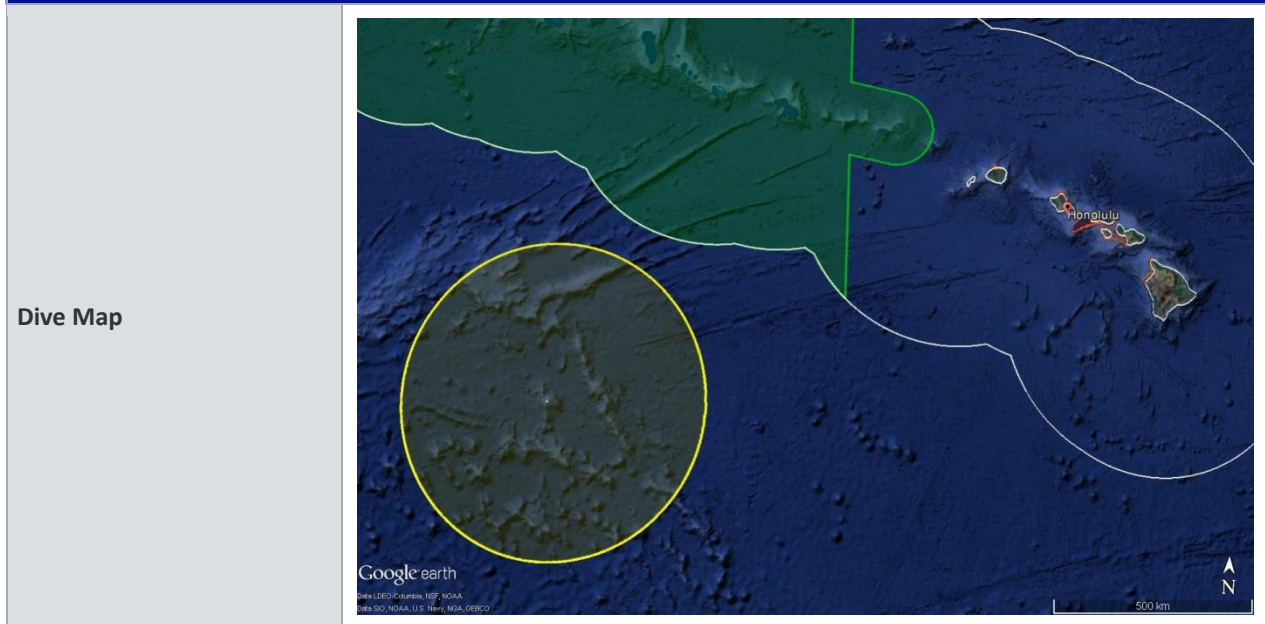 Dive Map
Honolulu
Google earth
Data LDEO-Columbia, NSF, NOAA
Data SIO, NOAA, U.S. Navy, NGA, GEBCO
N
500 km